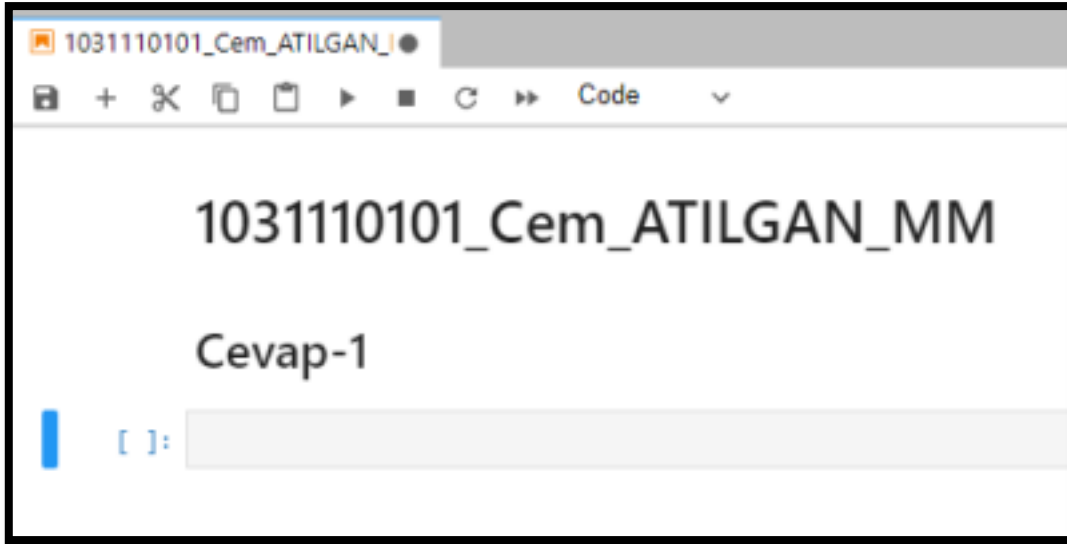 1031110101_Cem_ATILGAN_
Code
1031110101_Cem_ATILGAN_MM
Cevap-1
[ ]: